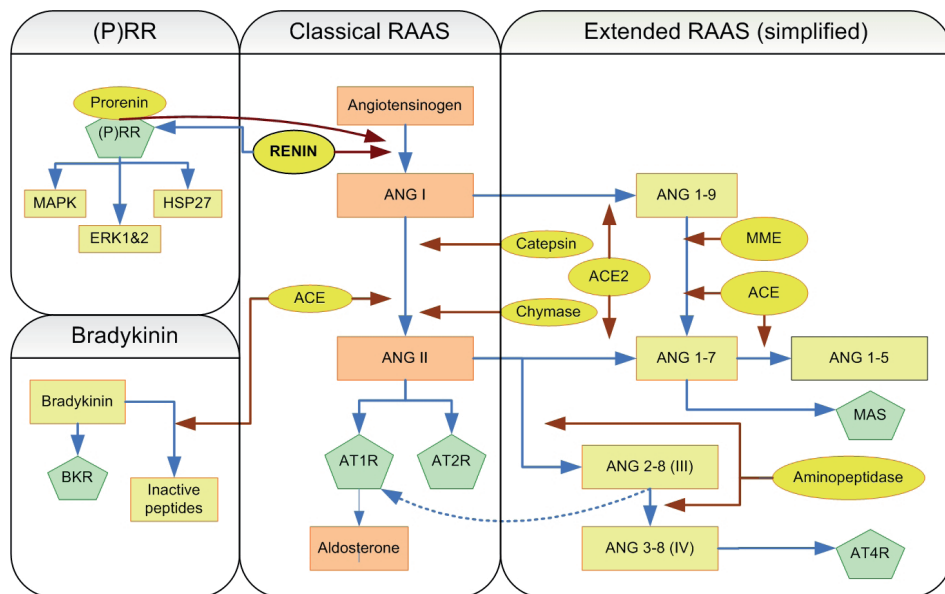 (P)RR
Classical RAAS
Extended RAAS (simplified)
Prorenin
(P)RR
MAPK
HSP27
ERK1&2
Angiotensinogen
RENIN
ANG I
ANG 1-9
Catepsin
MME
ACE2
ACE
ACE
Chymase
Bradykinin
ANG II
ANG 1-7
ANG 1-5
Bradykinin
BKR
Inactive
peptides
AT1R
AT2R
MAS
ANG 2-8 (III)
Aminopeptidase
Aldosterone
ANG 3-8 (IV)
AT4R